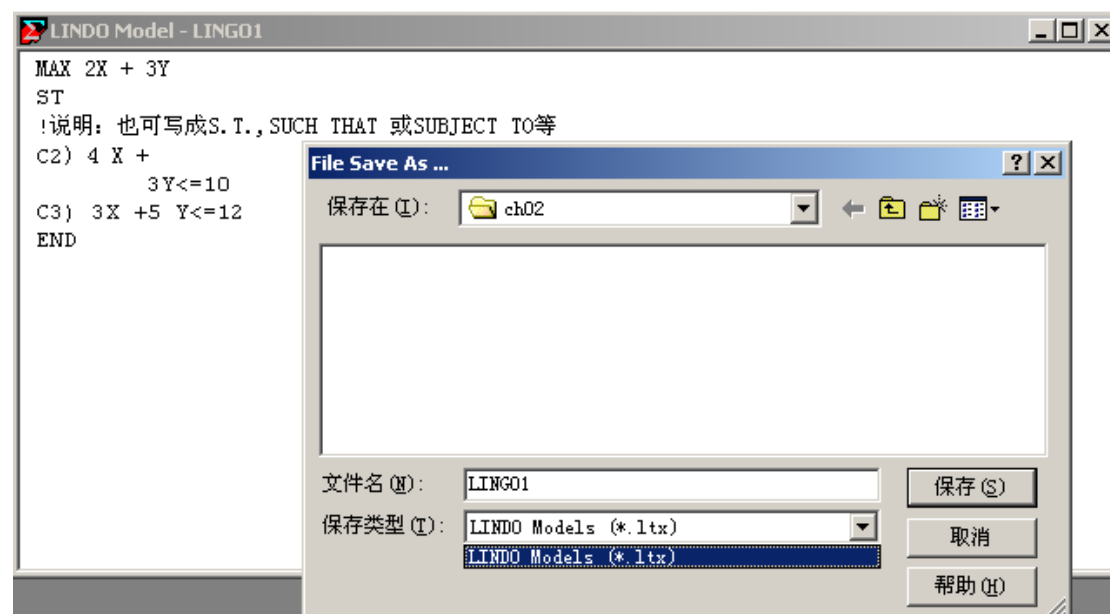 LINDO Model - LINGO1
MAX 2X + 3Y
ST
!说明：也可写成S.T.,SUCH THAT 或SUBJECT TO等
C2) 4 X +
3Y<=10
C3) 3X +5 Y<=12
END
File Save As ...
保存在(I):
ch02
文件名(N):
LINGO1
保存(S)
保存类型(T):
LINDO Models (*.ltx)
取消
LINDO Models (*.ltx)
帮助(H)